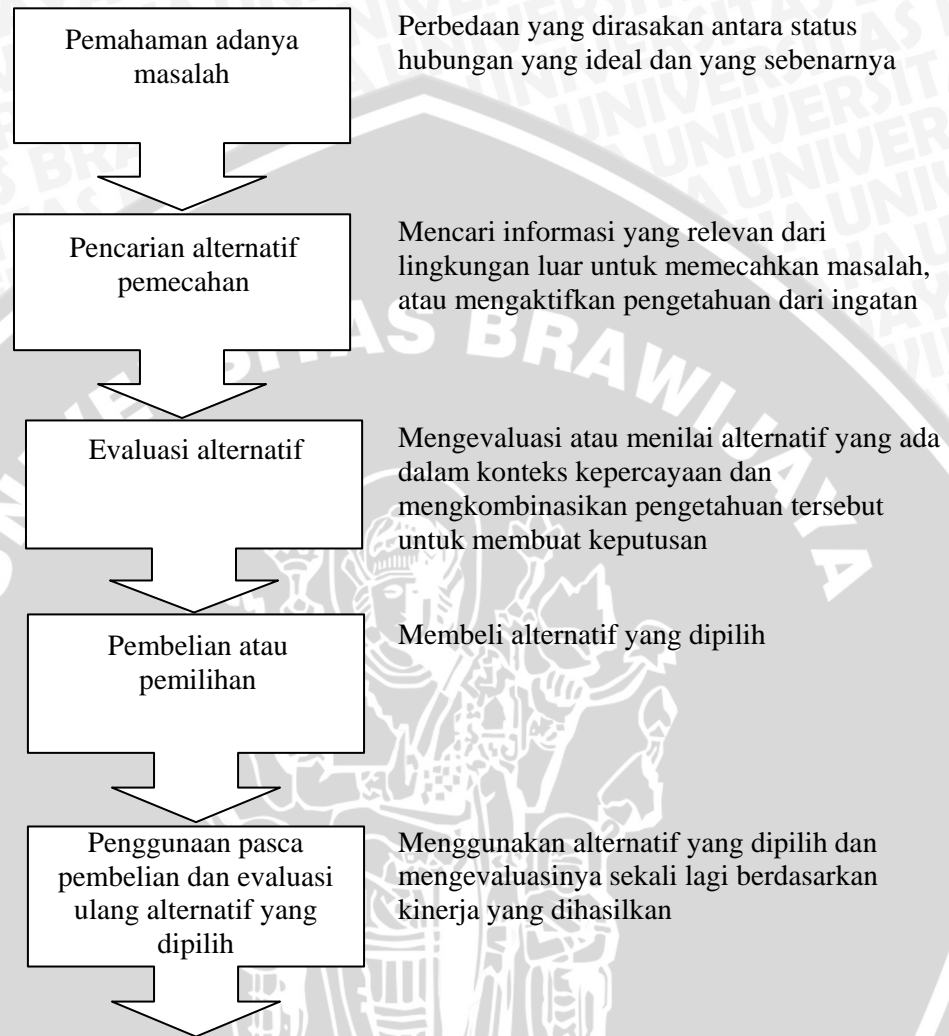 Pemahaman adanya
masalah
Perbedaan yang dirasakan antara status
hubungan yang ideal dan yang sebenarnya
Pencarian alternatif
pemecahan
Mencari informasi yang relevan dari
lingkungan luar untuk memecahkan masalah,
atau mengaktifkan pengetahuan dari ingatan
Evaluasi alternatif
Mengevaluasi atau menilai alternatif yang ada
dalam konteks kepercayaan dan
mengkombinasikan pengetahuan tersebut
untuk membuat keputusan
Pembelian atau
pemilihan
Membeli alternatif yang dipilih
Penggunaan pasca
pembelian dan evaluasi
ulang alternatif yang
dipilih
Menggunakan alternatif yang dipilih dan
mengevaluasinya sekali lagi berdasarkan
kinerja yang dihasilkan